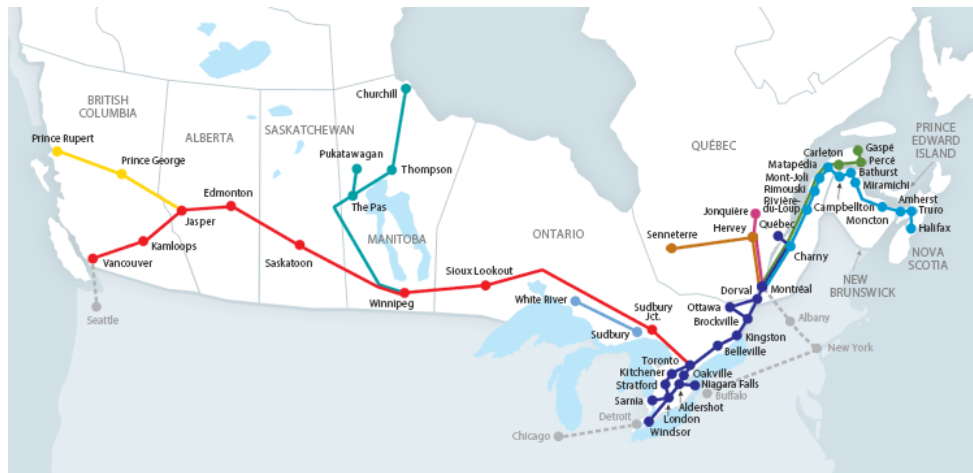 Churchill
BRITISH
COLUMBIA
ALBERTA
SASKATCHEWAN
Prince Rupert
Prince George
Pukatawagan
Thompson
Edmonton
The Pas
Jasper
Kamloops
Vancouver
Saskatoon
MANITOBA
Winnipeg
Seattle
ONTARIO
Sioux Lookout
White River
Sudbury
Sudbury
Jct.
QUÉBEC
PRINCE
EDWARD
ISLAND
Carleton
Gaspé
Matapédia
Percé
Mont-Joli
Bathurst
Rimouski
Miramichi
Rivière-
du-Loup
Campbellton
Amherst
Moncton
Truro
Halifax
Jonquière
Québec
Hervey
Senneterre
Charny
NOVA
SCOTIA
NEW
BRUNSWICK
Dorval
Montréal
Ottawa
Brockville
Albany
Kingston
New York
Belleville
Toronto
Kitchener
Oakville
Stratford
Niagara Falls
Buffalo
Sarnia
Aldershot
London
Detroit
Windsor
Chicago